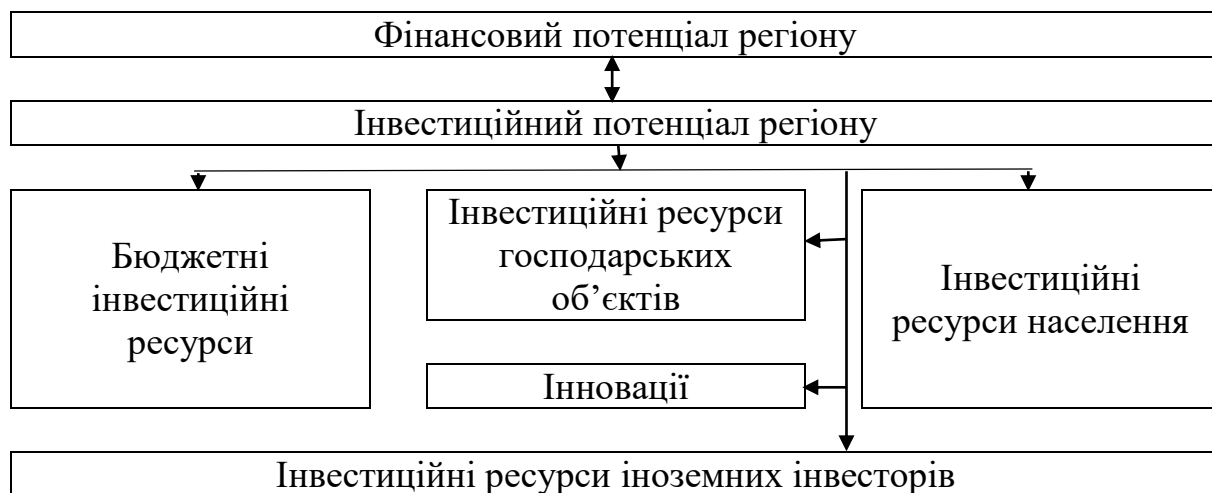 Фінансовий потенціал регіону
Інвестиційний потенціал регіону
Бюджетні
інвестиційні
ресурси
Інвестиційні ресурси
господарських
об’єктів
Інновації
Інвестиційні
ресурси населення
Інвестиційні ресурси іноземних інвесторів